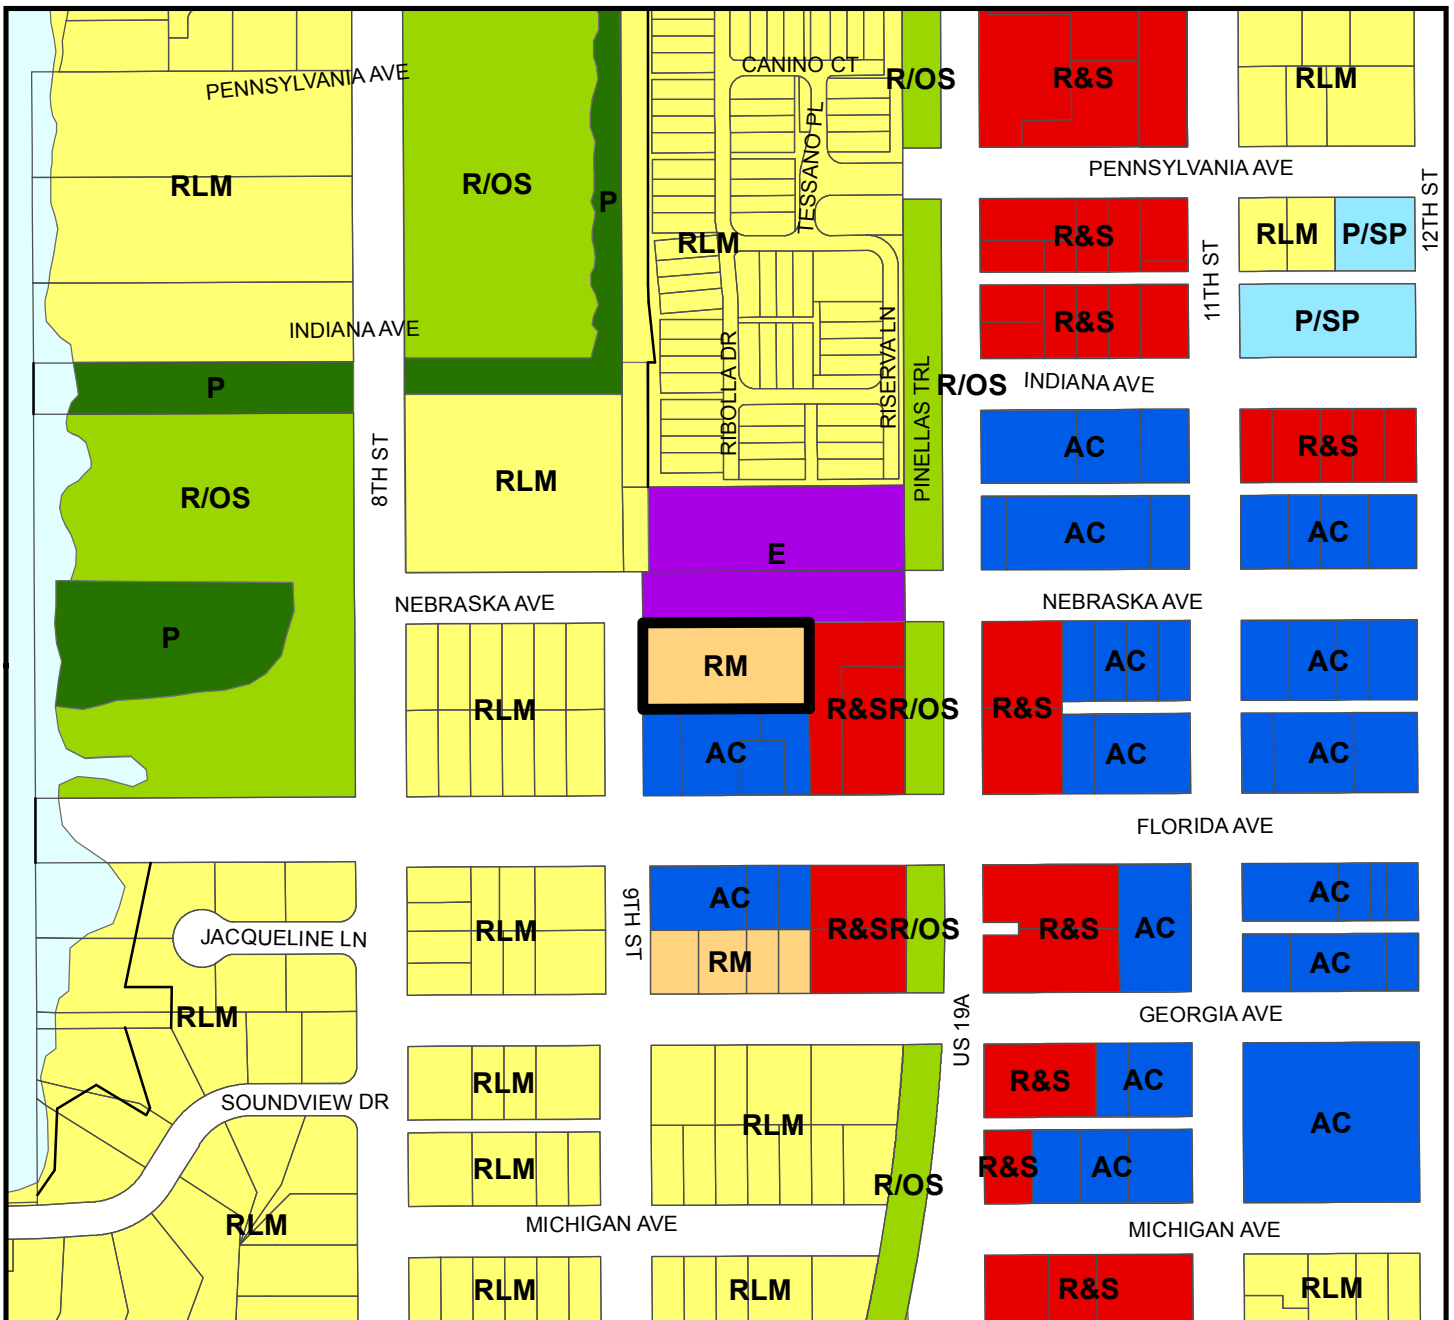 CANINO CT
PENNSYLVANIA AVE
R/OS
R&S
RLM
TESSANO PL
PENNSYLVANIA AVE
RLM
R/OS
P
12TH ST
RLM
R&S
RLM
P/SP
11TH ST
INDIANA AVE
R&S
P/SP
RIBOLLA DR
RISERVA LN
PINELLAS TRL
R/OS
INDIANA AVE
P
8TH ST
RLM
AC
R&S
R/OS
E
AC
AC
NEBRASKA AVE
NEBRASKA AVE
P
RM
AC
AC
RLM
R&S
R/OS
R&S
AC
AC
AC
FLORIDA AVE
9TH ST
AC
AC
JACQUELINE LN
RLM
R&S
R/OS
R&S
AC
RM
AC
RLM
US 19A
GEORGIA AVE
RLM
R&S
AC
SOUNDVIEW DR
RLM
AC
RLM
R&S
AC
R/OS
RLM
MICHIGAN AVE
MICHIGAN AVE
RLM
RLM
R&S
RLM